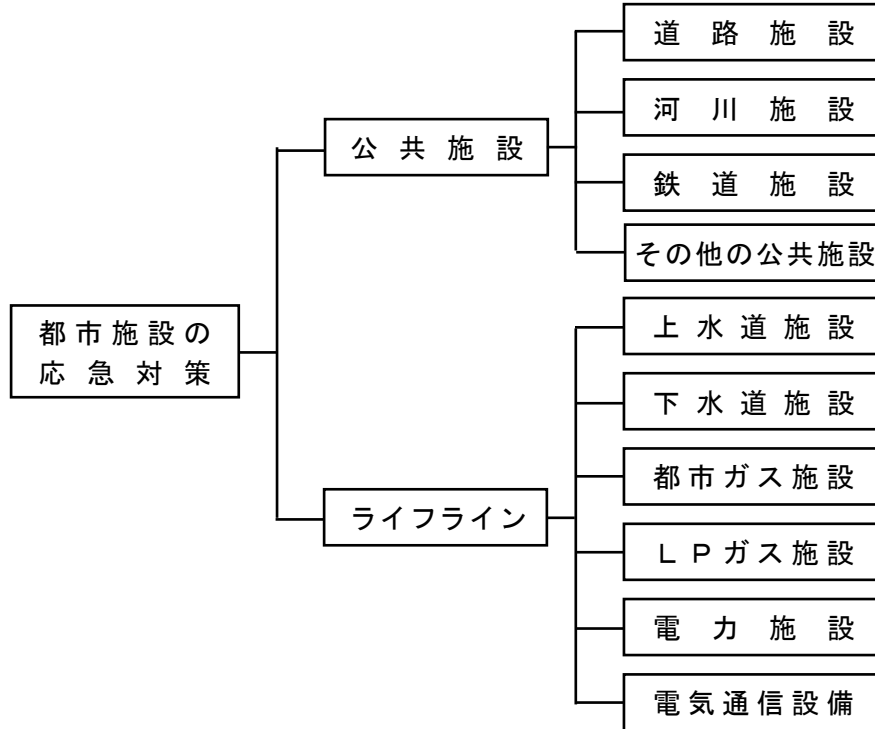 都市施設の
応急対策
公共施設
道路施設
河川施設
鉄道施設
その他の公共施設
ライフライン
上水道施設
下水道施設
都市ガス施設
ＬＰガス施設
電力施設
電気通信設備